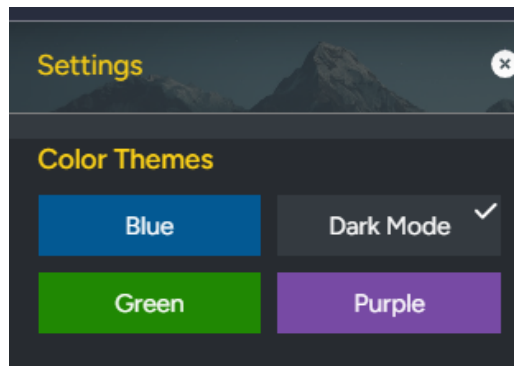 Settings
Color Themes
Blue
Dark Mode
Green
Purple